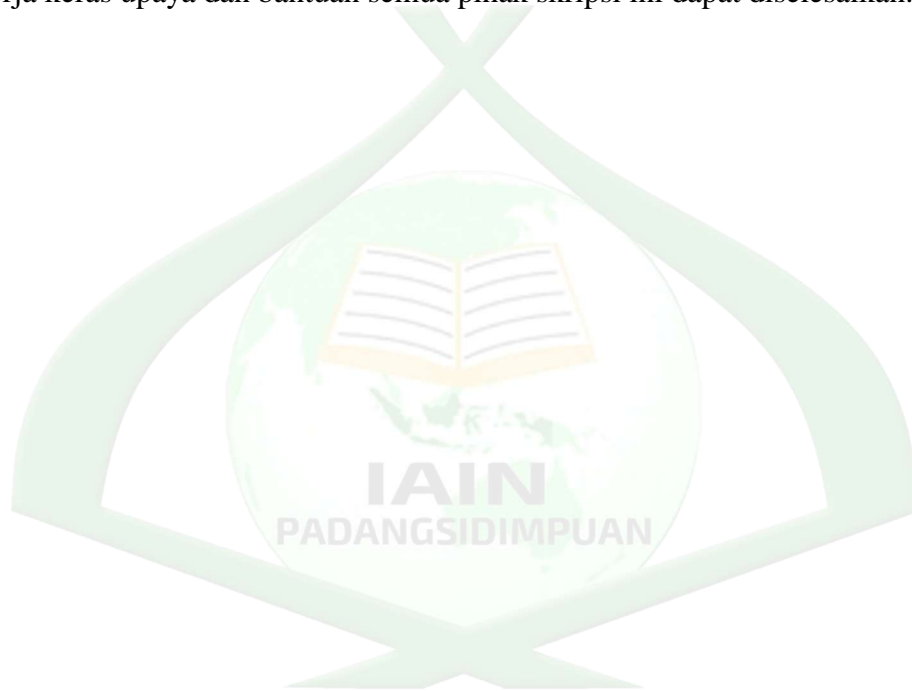 keras upaya dan bantuan semua pihak skripsi ini dapat diselesaikan.
IAIN
PADANGSIDIMPUAN